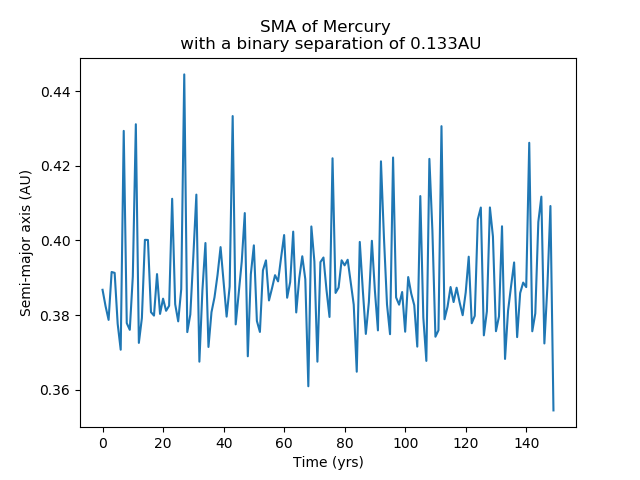 SMA of Mercury
with a binary separation of 0.133AU
0.44
0.42
0.40
0.38
0.36
Semi-major axis (AU)
0 20 40 60 80 100 120 140
Time (yrs)